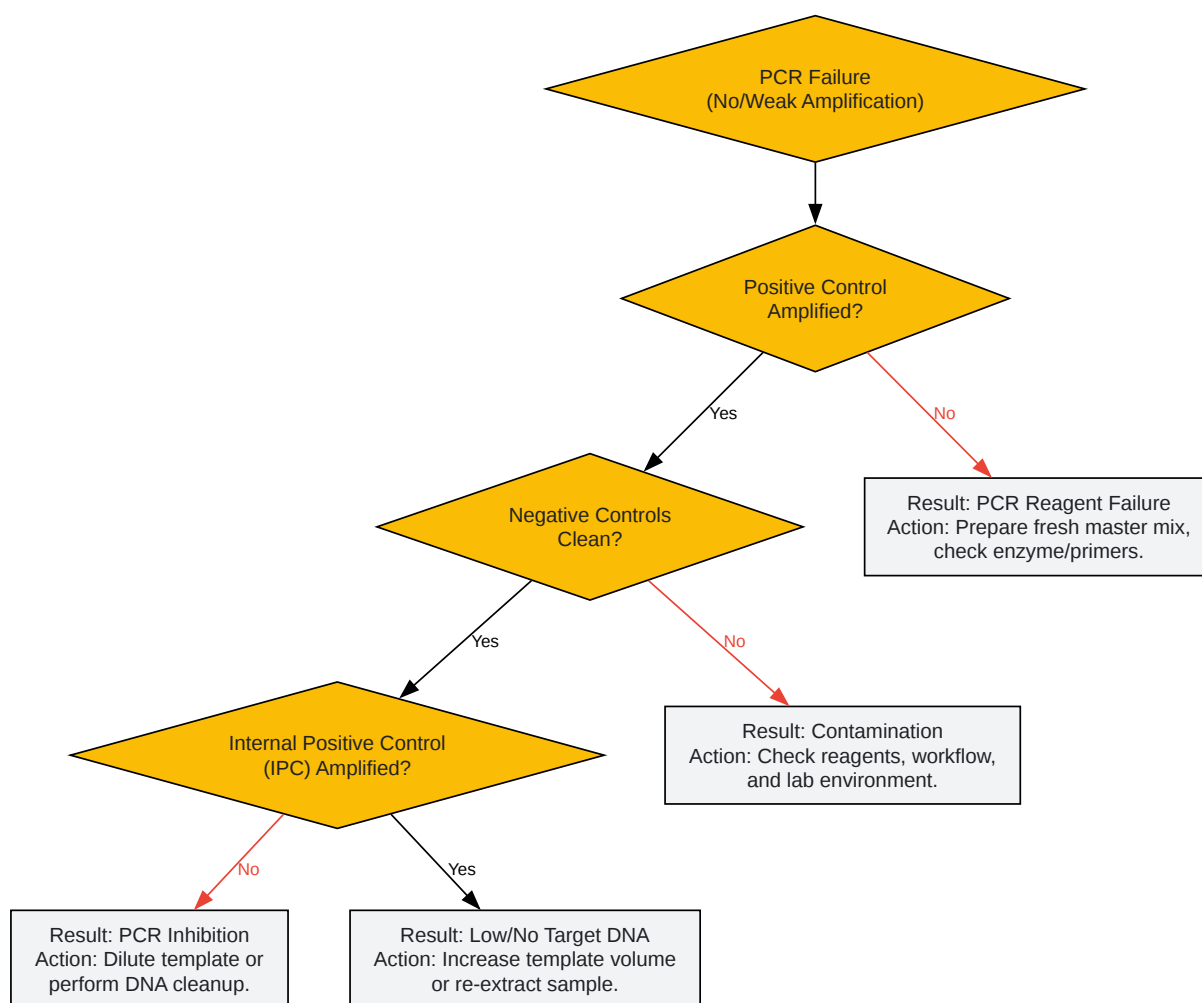 PCR Failure
(No/Weak Amplification)
Positive Control
Amplified?
Yes
No
Negative Controls
Clean?
Result: PCR Reagent Failure
Action: Prepare fresh master mix,
check enzyme/primers.
Yes
No
Internal Positive Control
(IPC) Amplified?
Result: Contamination
Action: Check reagents, workflow,
and lab environment.
No
Yes
Result: PCR Inhibition
Action: Dilute template or
perform DNA cleanup.
Result: Low/No Target DNA
Action: Increase template volume
or re-extract sample.